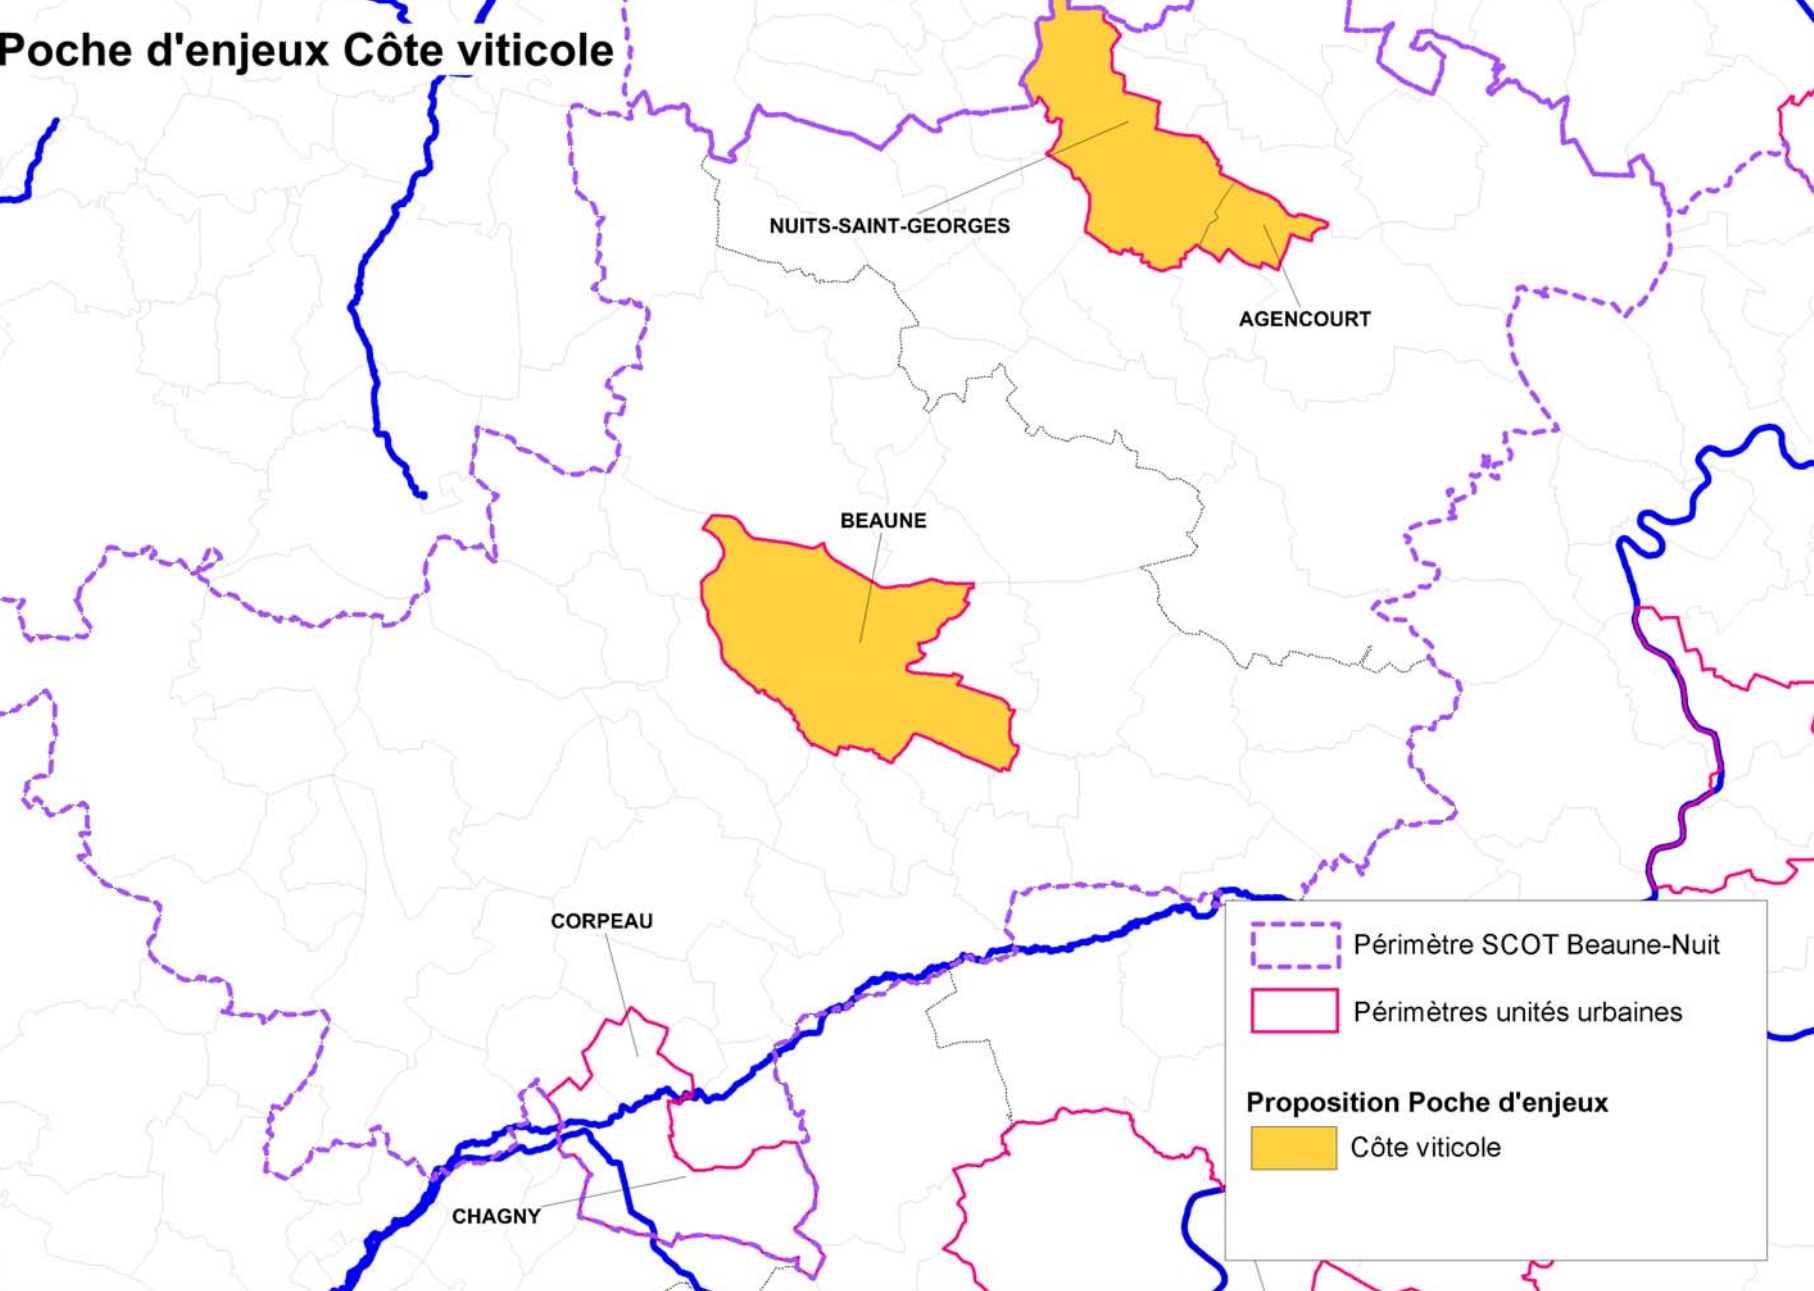 Poche d'enjeux Côte viticole
NUITS-SAINT-GEORGES
AGENCOURT
BEAUNE
CORPEAU
CHAGNY
Périmètre SCOT Beaune-Nuit
Périmètres unités urbaines
Proposition Poche d'enjeux
Côte viticole